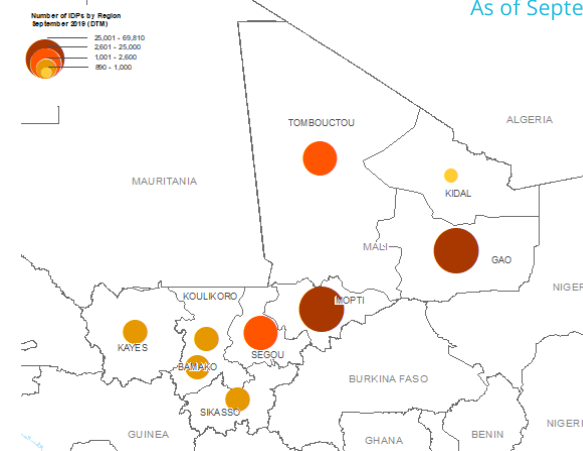 As of Septe
Number of IDPs by Region
September 2019 (DTM)
25,001 - 69,810
2,601 - 25,000
1,001 - 2,600
890 - 1,000
TOMBOUCTOU
ALGERIA
MAURITANIA
KIDAL
MALI
GAO
NIGER
KOULIKORO
MOPTI
KAYES
SEGOU
BAMAKO
BURKINA FASO
SIKASSO
GUINEA
GHANA
BENIN
NIGERI